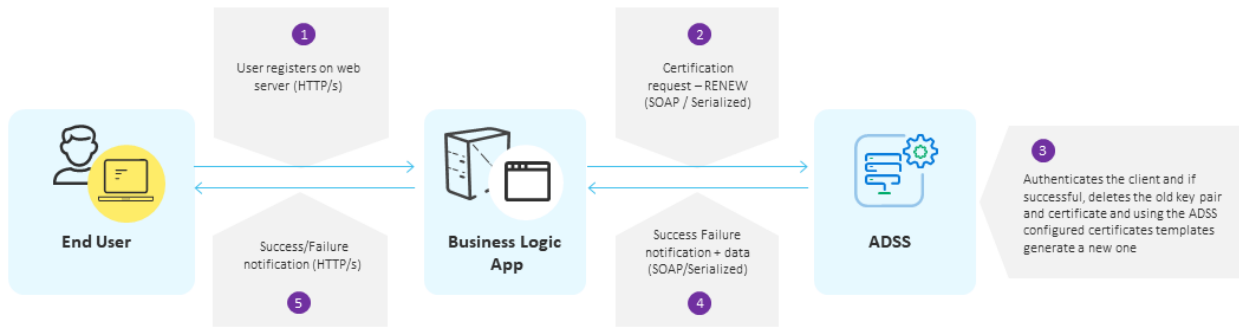 1
User registers on web
server (HTTP/s)
2
Certification
request – RENEW
(SOAP / Serialized)
3
Authenticates the client and if
successful, deletes the old key pair
and certificate and using the ADSS
configured certificates templates
generate a new one
End User
Business Logic
App
ADSS
Success/Failure
notification (HTTP/s)
5
Success Failure
notification + data
(SOAP/Serialized)
4